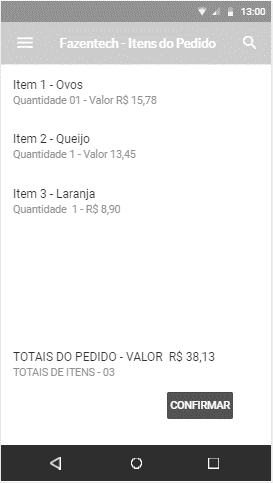 13:00
Fazentech - Itens do Pedido
Item 1 - Ovos
Quantidade 01 - Valor R$ 15,78
Item 2 - Queijo
Quantidade 1 - Valor 13,45
Item 3 - Laranja
Quantidade  1 - R$ 8,90
TOTAIS DO PEDIDO - VALOR  R$ 38,13
TOTAIS DE ITENS - 03
CONFIRMAR